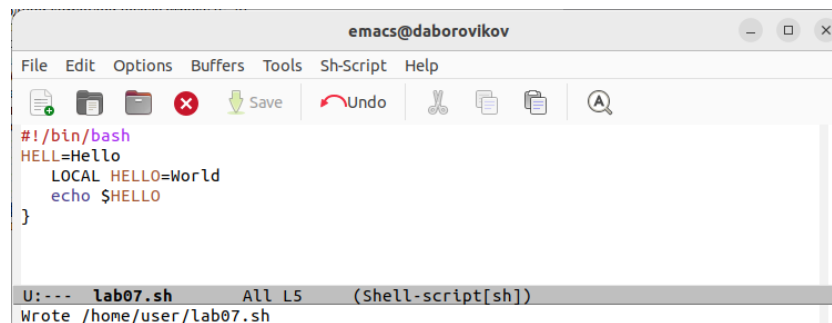 emacs@daborovikov
File Edit Options Buffers Tools Sh-Script Help
Save Undo
#!/bin/bash
HELL=Hello
LOCAL HELLO=World
echo $HELLO
}
U:--- lab07.sh All L5 (Shell-script[sh])
Wrote /home/user/lab07.sh